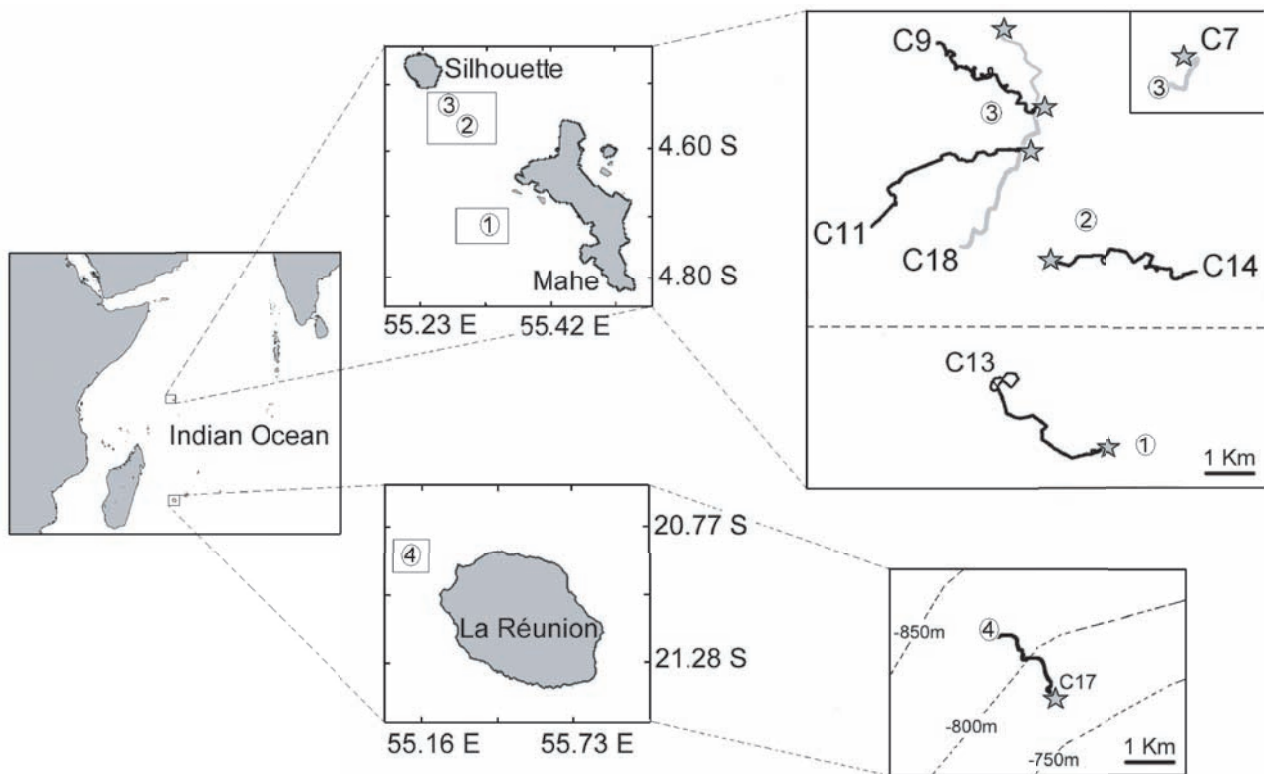 Silhouette
③
②
①
Mahe
4.60 S
4.80 S
55.23 E
55.42 E
C9
C7
③
③
C11
②
C18
C14
C13
①
1 Km
Indian Ocean
④
20.77 S
La Réunion
21.28 S
55.16 E
55.73 E
-850m
④
C17
-800m
-750m
1 Km